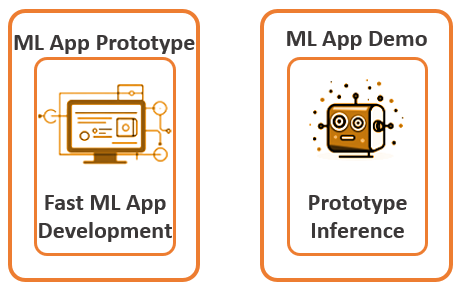 ML App Prototype
Fast ML App
Development
ML App Demo
Prototype
Inference